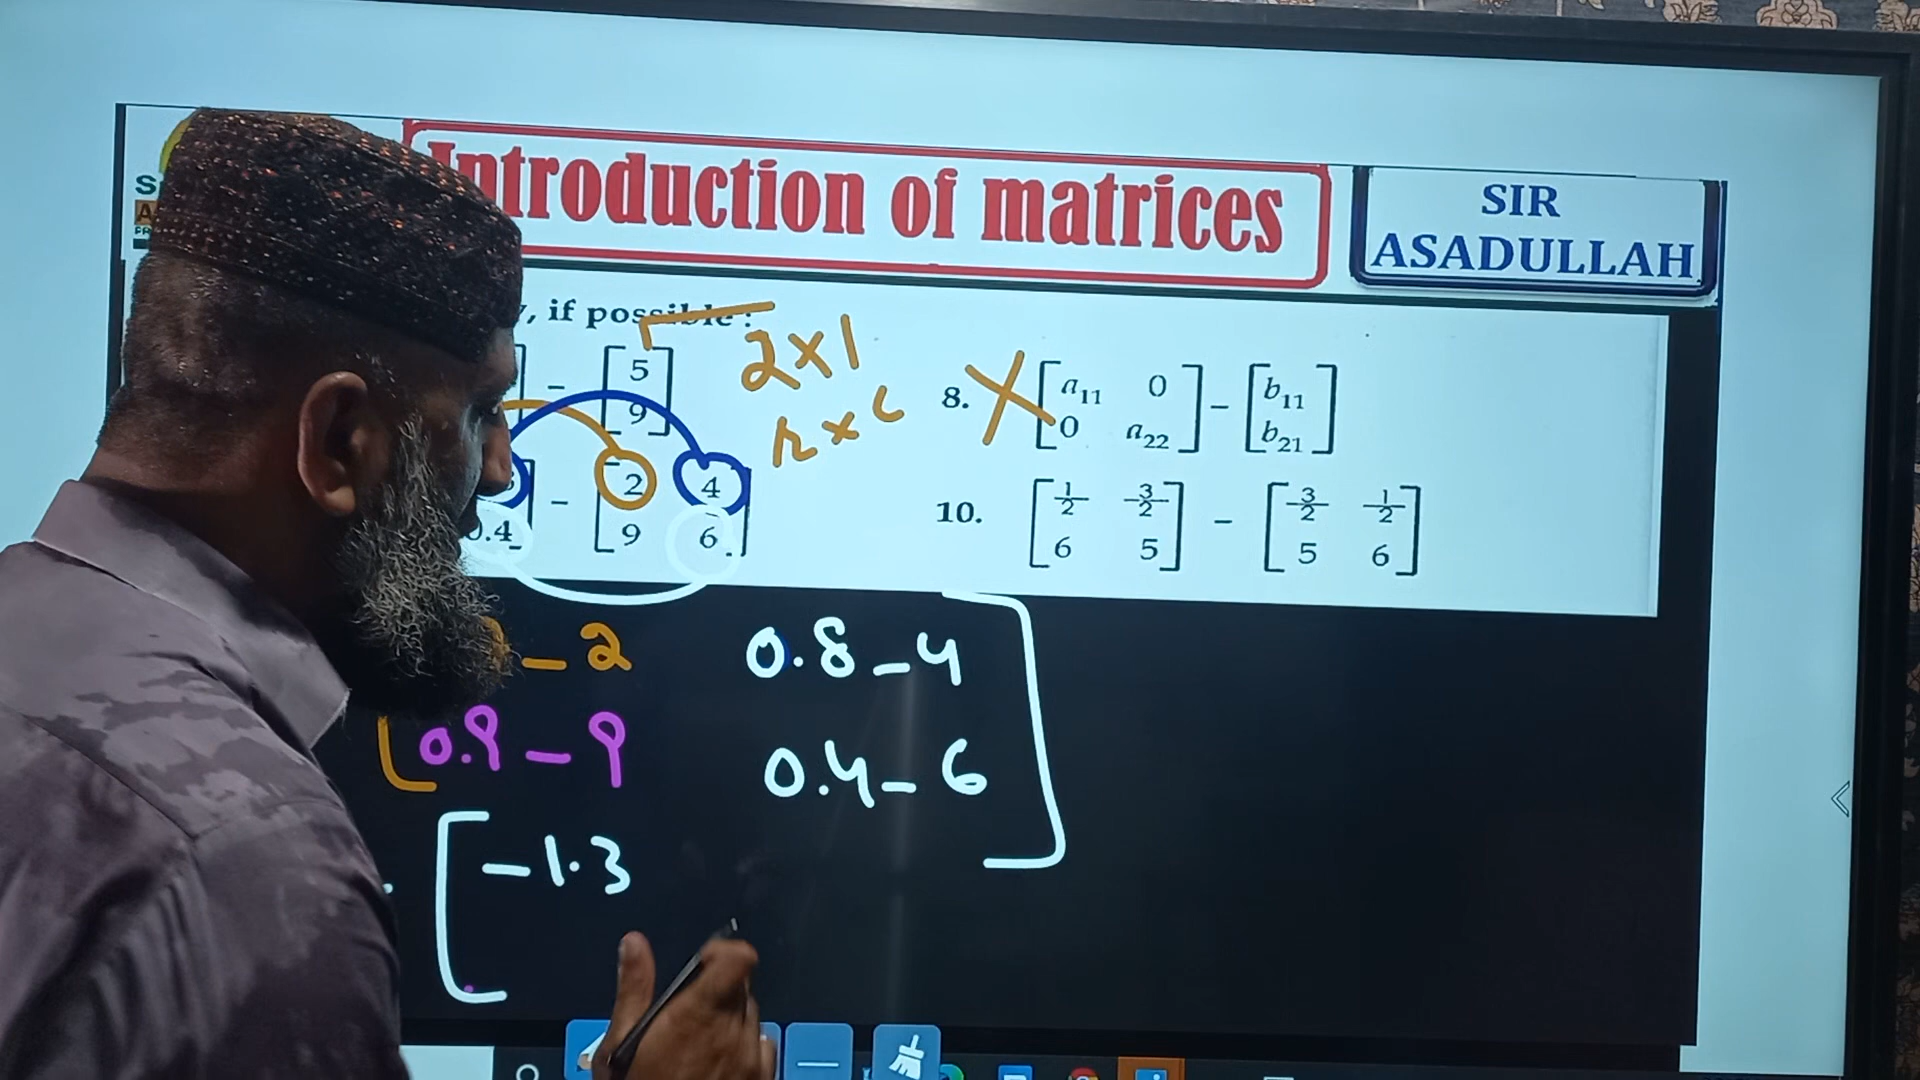 Introduction of matrices
SIR
ASADULLAH
, if possible :
- [5
9]
2×1
r×c
8. [a11 0
0 a22] - [b11
b21]
0.4] - [2 4
9 6]
10. [1/2 -3/2
6 5] - [-3/2 1/2
5 6]
- 2 0.8 - 4
0.9 - 9 0.4 - 6
-1.3